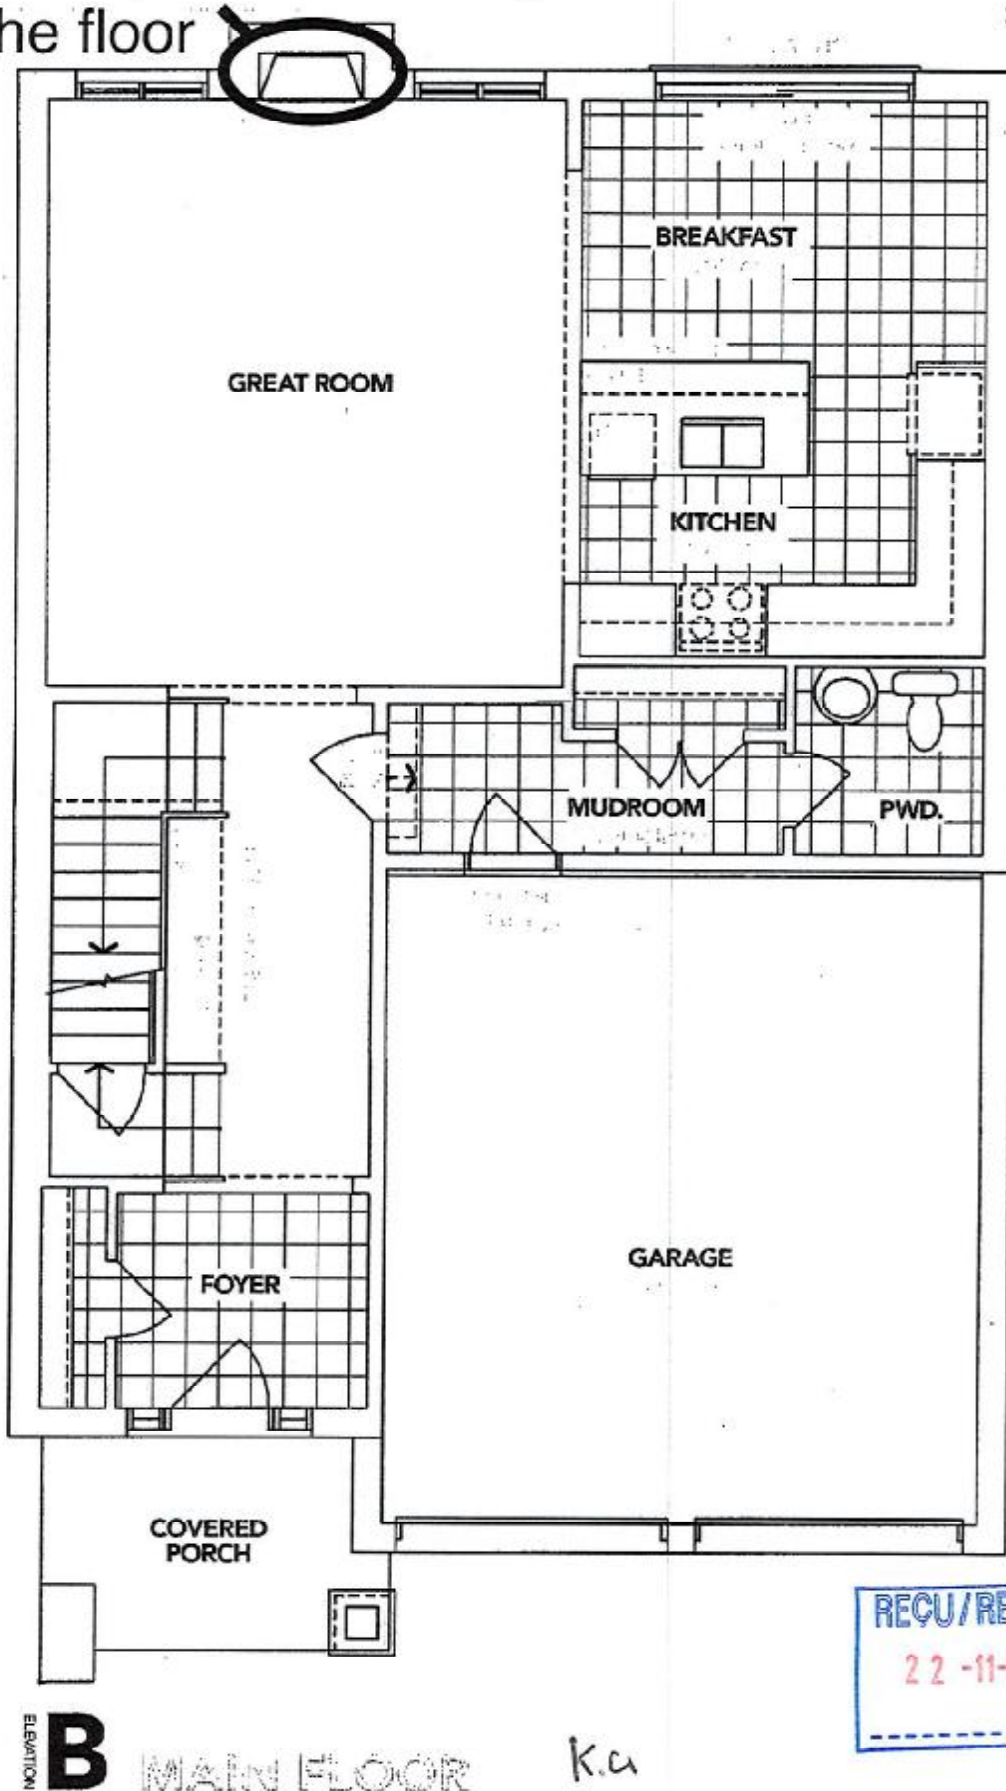 he floor
BREAKFAST
GREAT ROOM
KITCHEN
MUDROOM
PWD.
GARAGE
FOYER
COVERED
PORCH
REÇU/RE
22 -11-
ELEVATION
B
MAIN FLOOR